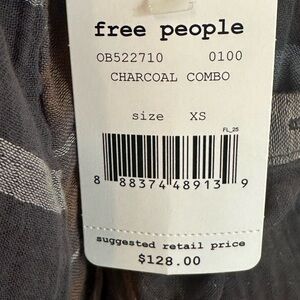 free people
OB522710 0100
CHARCOAL COMBO
size XS
FL_25
8 88374 48913 9
suggested retail price
$128.00